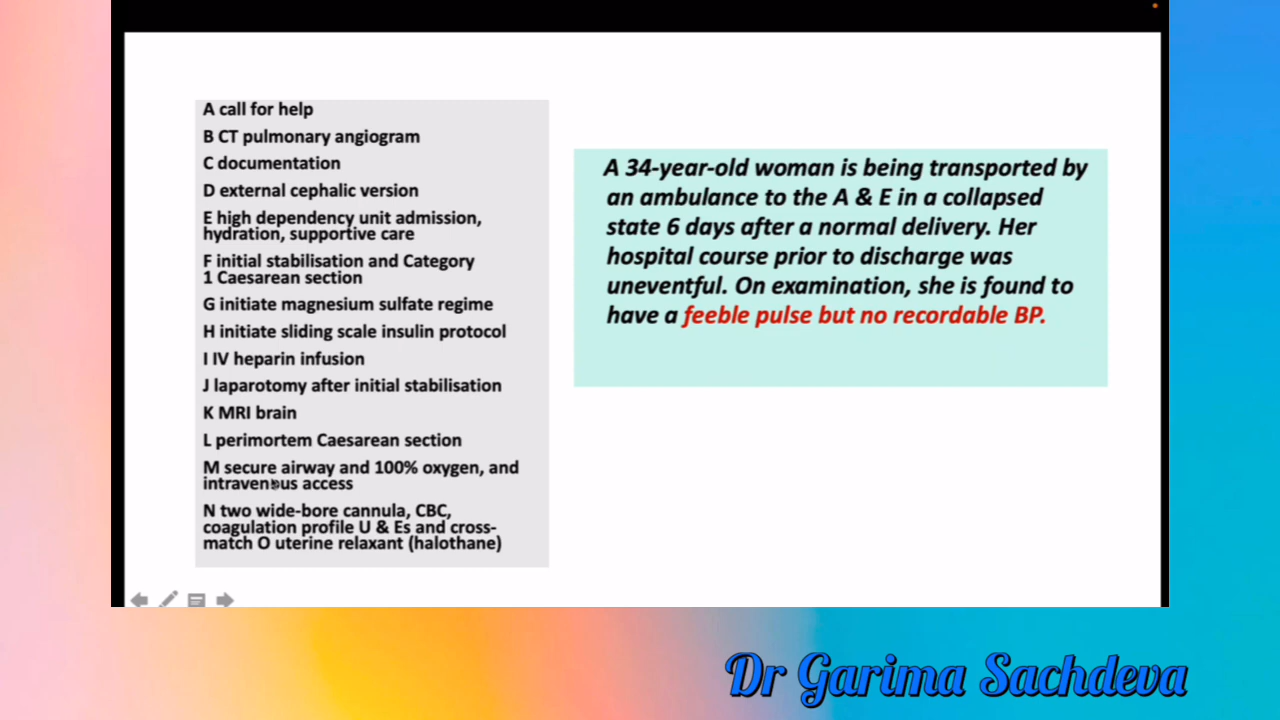 A call for help
B CT pulmonary angiogram
C documentation
D external cephalic version
E high dependency unit admission,
hydration, supportive care
F initial stabilisation and Category
1 Caesarean section
G initiate magnesium sulfate regime
H initiate sliding scale insulin protocol
I IV heparin infusion
J laparotomy after initial stabilisation
K MRI brain
L perimortem Caesarean section
M secure airway and 100% oxygen, and
intravenous access
N two wide-bore cannula, CBC,
coagulation profile U & Es and cross-
match O uterine relaxant (halothane)
A 34-year-old woman is being transported by
an ambulance to the A & E in a collapsed
state 6 days after a normal delivery. Her
hospital course prior to discharge was
uneventful. On examination, she is found to
have a feeble pulse but no recordable BP.
Dr Garima Sachdeva